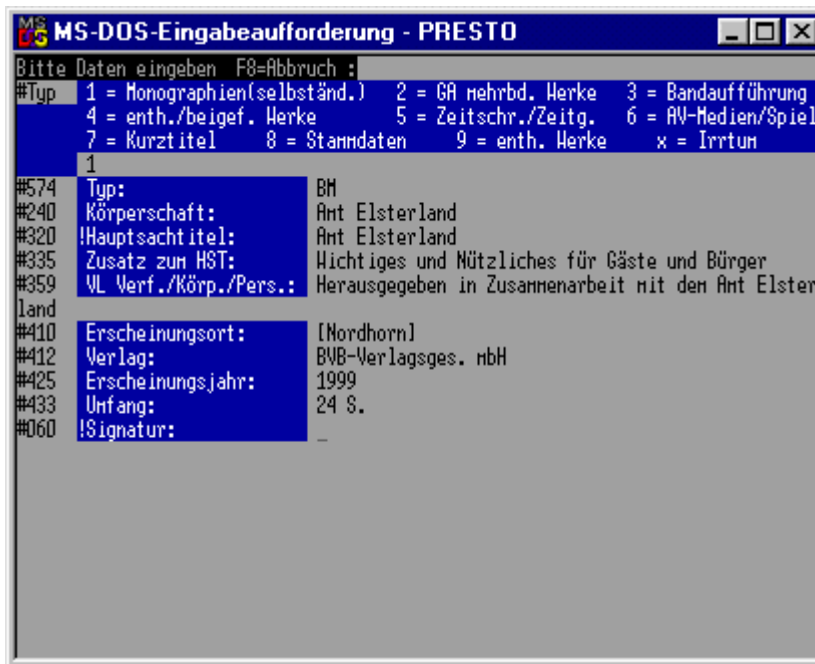 MS-DOS-Eingabeaufforderung - PRESTO
Bitte Daten eingeben F8=Abbruch :
#Typ 1 = Monographien(selbständ.) 2 = GA mehrbd. Werke 3 = Bandaufführung
4 = enth./beigef. Werke 5 = Zeitschr./Zeitg. 6 = AV-Medien/Spiel
7 = Kurztitel 8 = Stammdaten 9 = enth. Werke x = Irrtum
1
#574 Typ: BM
#240 Körperschaft: Amt Elsterland
#320 !Hauptsachtitel: Amt Elsterland
#335 Zusatz zum HST: Wichtiges und Nützliches für Gäste und Bürger
#359 VL Verf./Körp./Pers.: Herausgegeben in Zusammenarbeit mit dem Amt Elster
land
#410 Erscheinungsort: [Nordhorn]
#412 Verlag: BVB-Verlagsges. mbH
#425 Erscheinungsjahr: 1999
#433 Umfang: 24 S.
#060 !Signatur: _